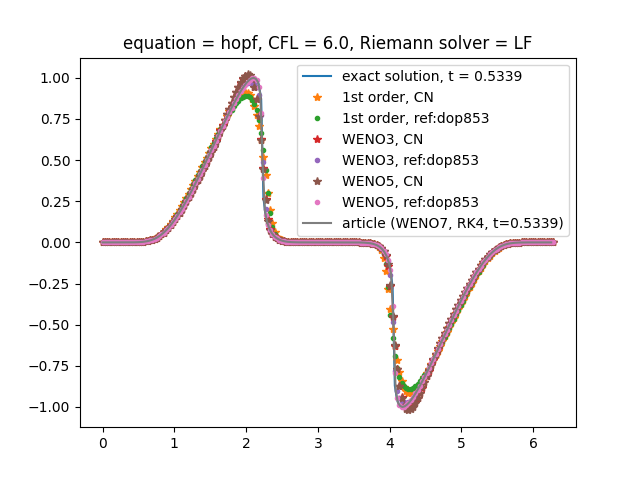 equation = hopf, CFL = 6.0, Riemann solver = LF
1.00
0.75
0.50
0.25
0.00
−0.25
−0.50
−0.75
−1.00
exact solution, t = 0.5339
1st order, CN
1st order, ref:dop853
WENO3, CN
WENO3, ref:dop853
WENO5, CN
WENO5, ref:dop853
article (WENO7, RK4, t=0.5339)
0 1 2 3 4 5 6